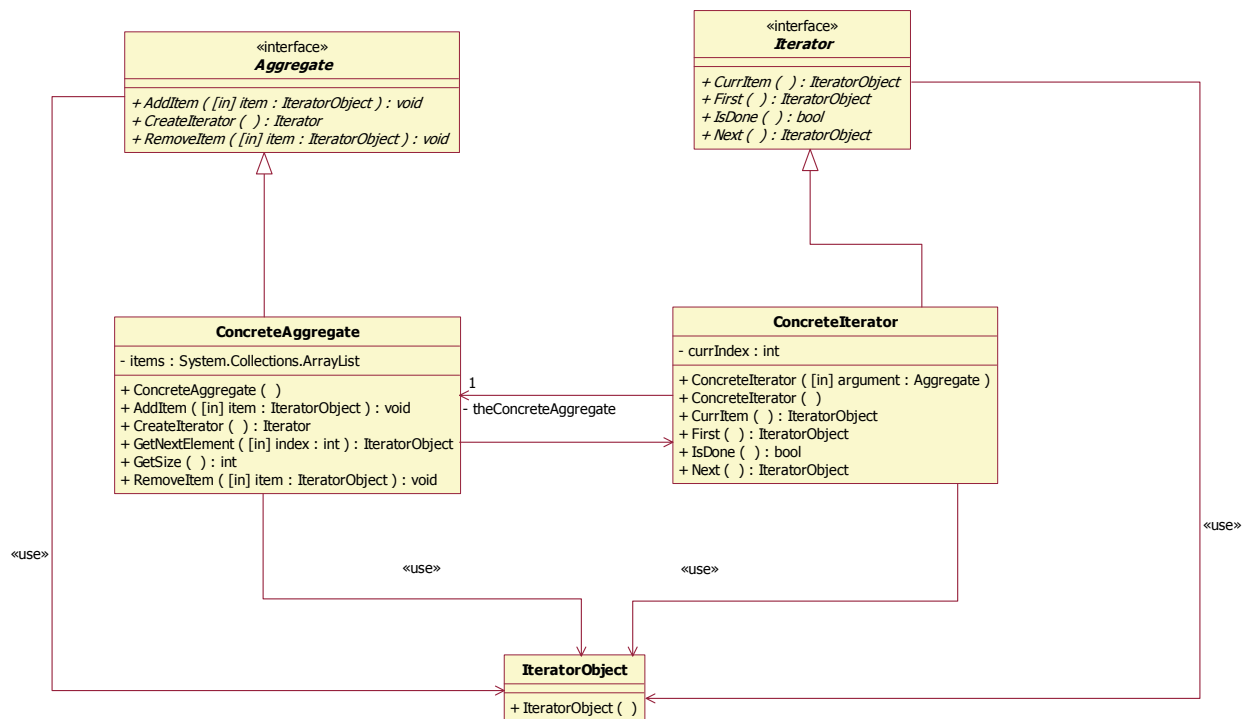 «interface»
Aggregate
+ AddItem ( [in] item : IteratorObject ) : void
+ CreateIterator ( ) : Iterator
+ RemoveItem ( [in] item : IteratorObject ) : void
«interface»
Iterator
+ CurrItem ( ) : IteratorObject
+ First ( ) : IteratorObject
+ IsDone ( ) : bool
+ Next ( ) : IteratorObject
ConcreteAggregate
- items : System.Collections.ArrayList
+ ConcreteAggregate ( )
+ AddItem ( [in] item : IteratorObject ) : void
+ CreateIterator ( ) : Iterator
+ GetNextElement ( [in] index : int ) : IteratorObject
+ GetSize ( ) : int
+ RemoveItem ( [in] item : IteratorObject ) : void
1
- theConcreteAggregate
ConcreteIterator
- currIndex : int
+ ConcreteIterator ( [in] argument : Aggregate )
+ ConcreteIterator ( )
+ CurrItem ( ) : IteratorObject
+ First ( ) : IteratorObject
+ IsDone ( ) : bool
+ Next ( ) : IteratorObject
«use»
«use»
«use»
«use»
IteratorObject
+ IteratorObject ( )